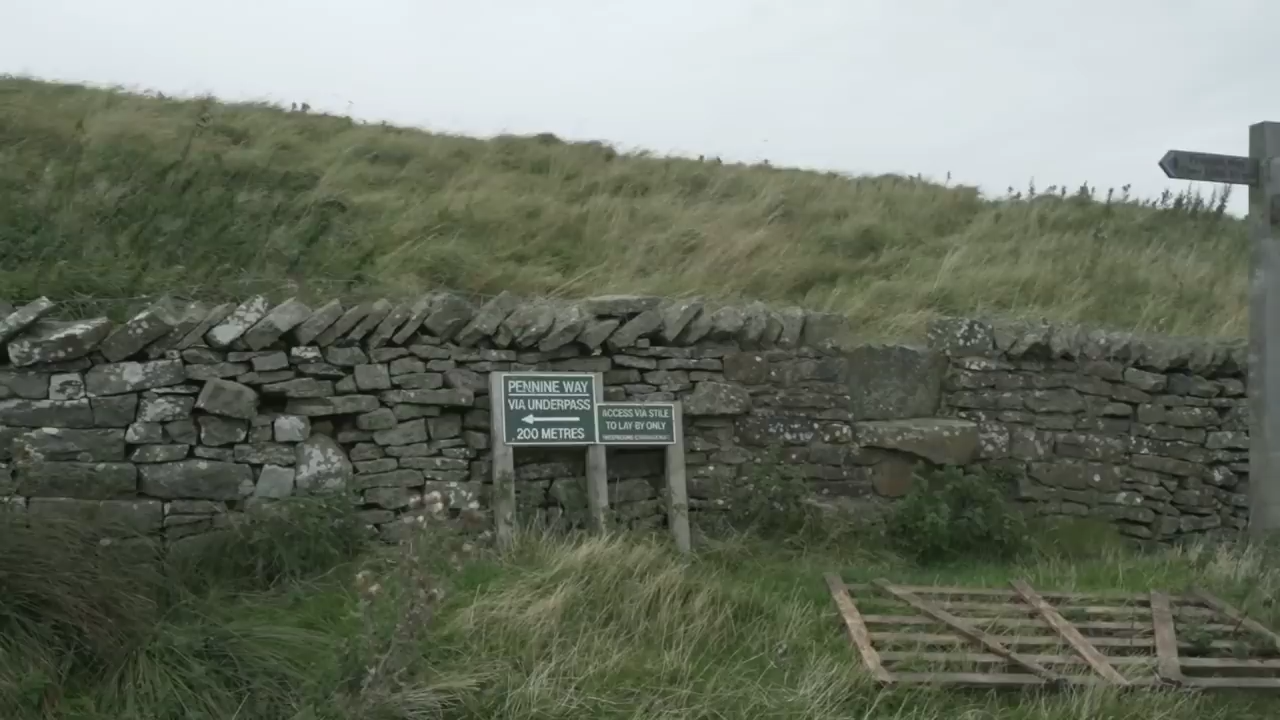 PENNINE WAY
VIA UNDERPASS
200 METRES
ACCESS VIA STILE
TO LAY-BY ONLY